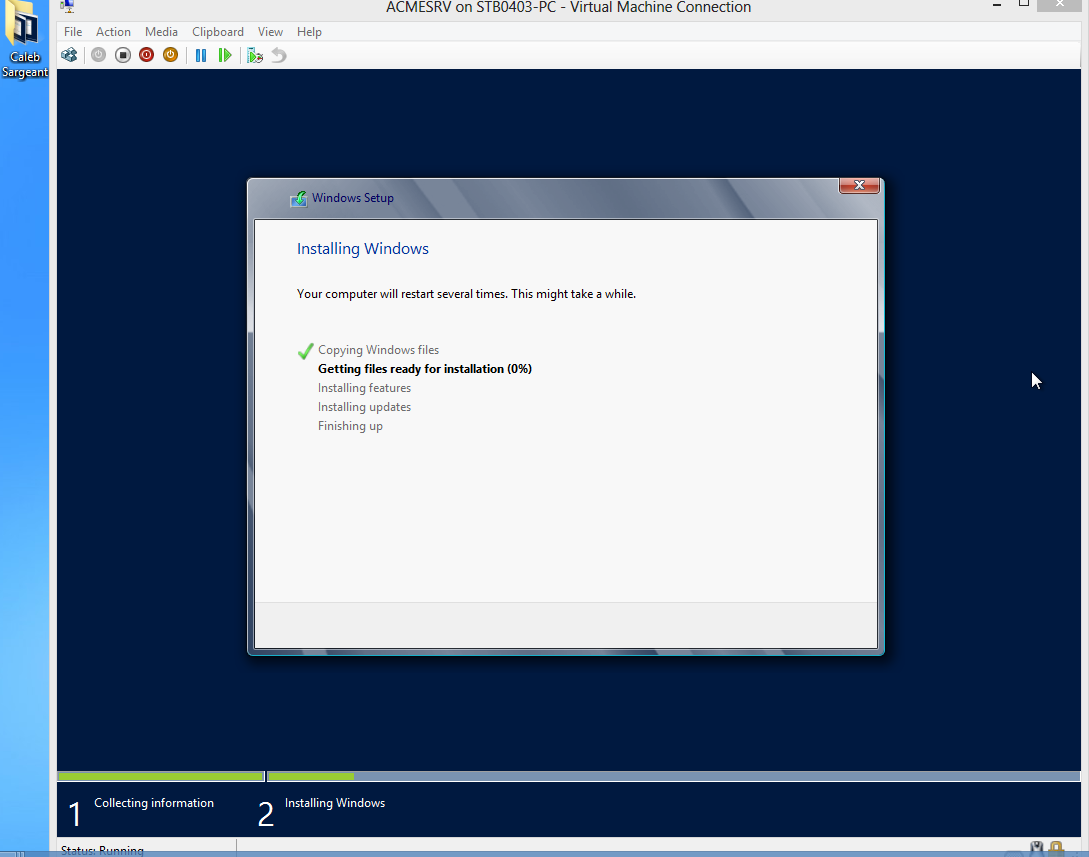 ACMESRV on STB0403-PC - Virtual Machine Connection
File Action Media Clipboard View Help
Caleb
Sargeant
Windows Setup
Installing Windows
Your computer will restart several times. This might take a while.
Copying Windows files
Getting files ready for installation (0%)
Installing features
Installing updates
Finishing up
1 Collecting information
2 Installing Windows
Status: Running